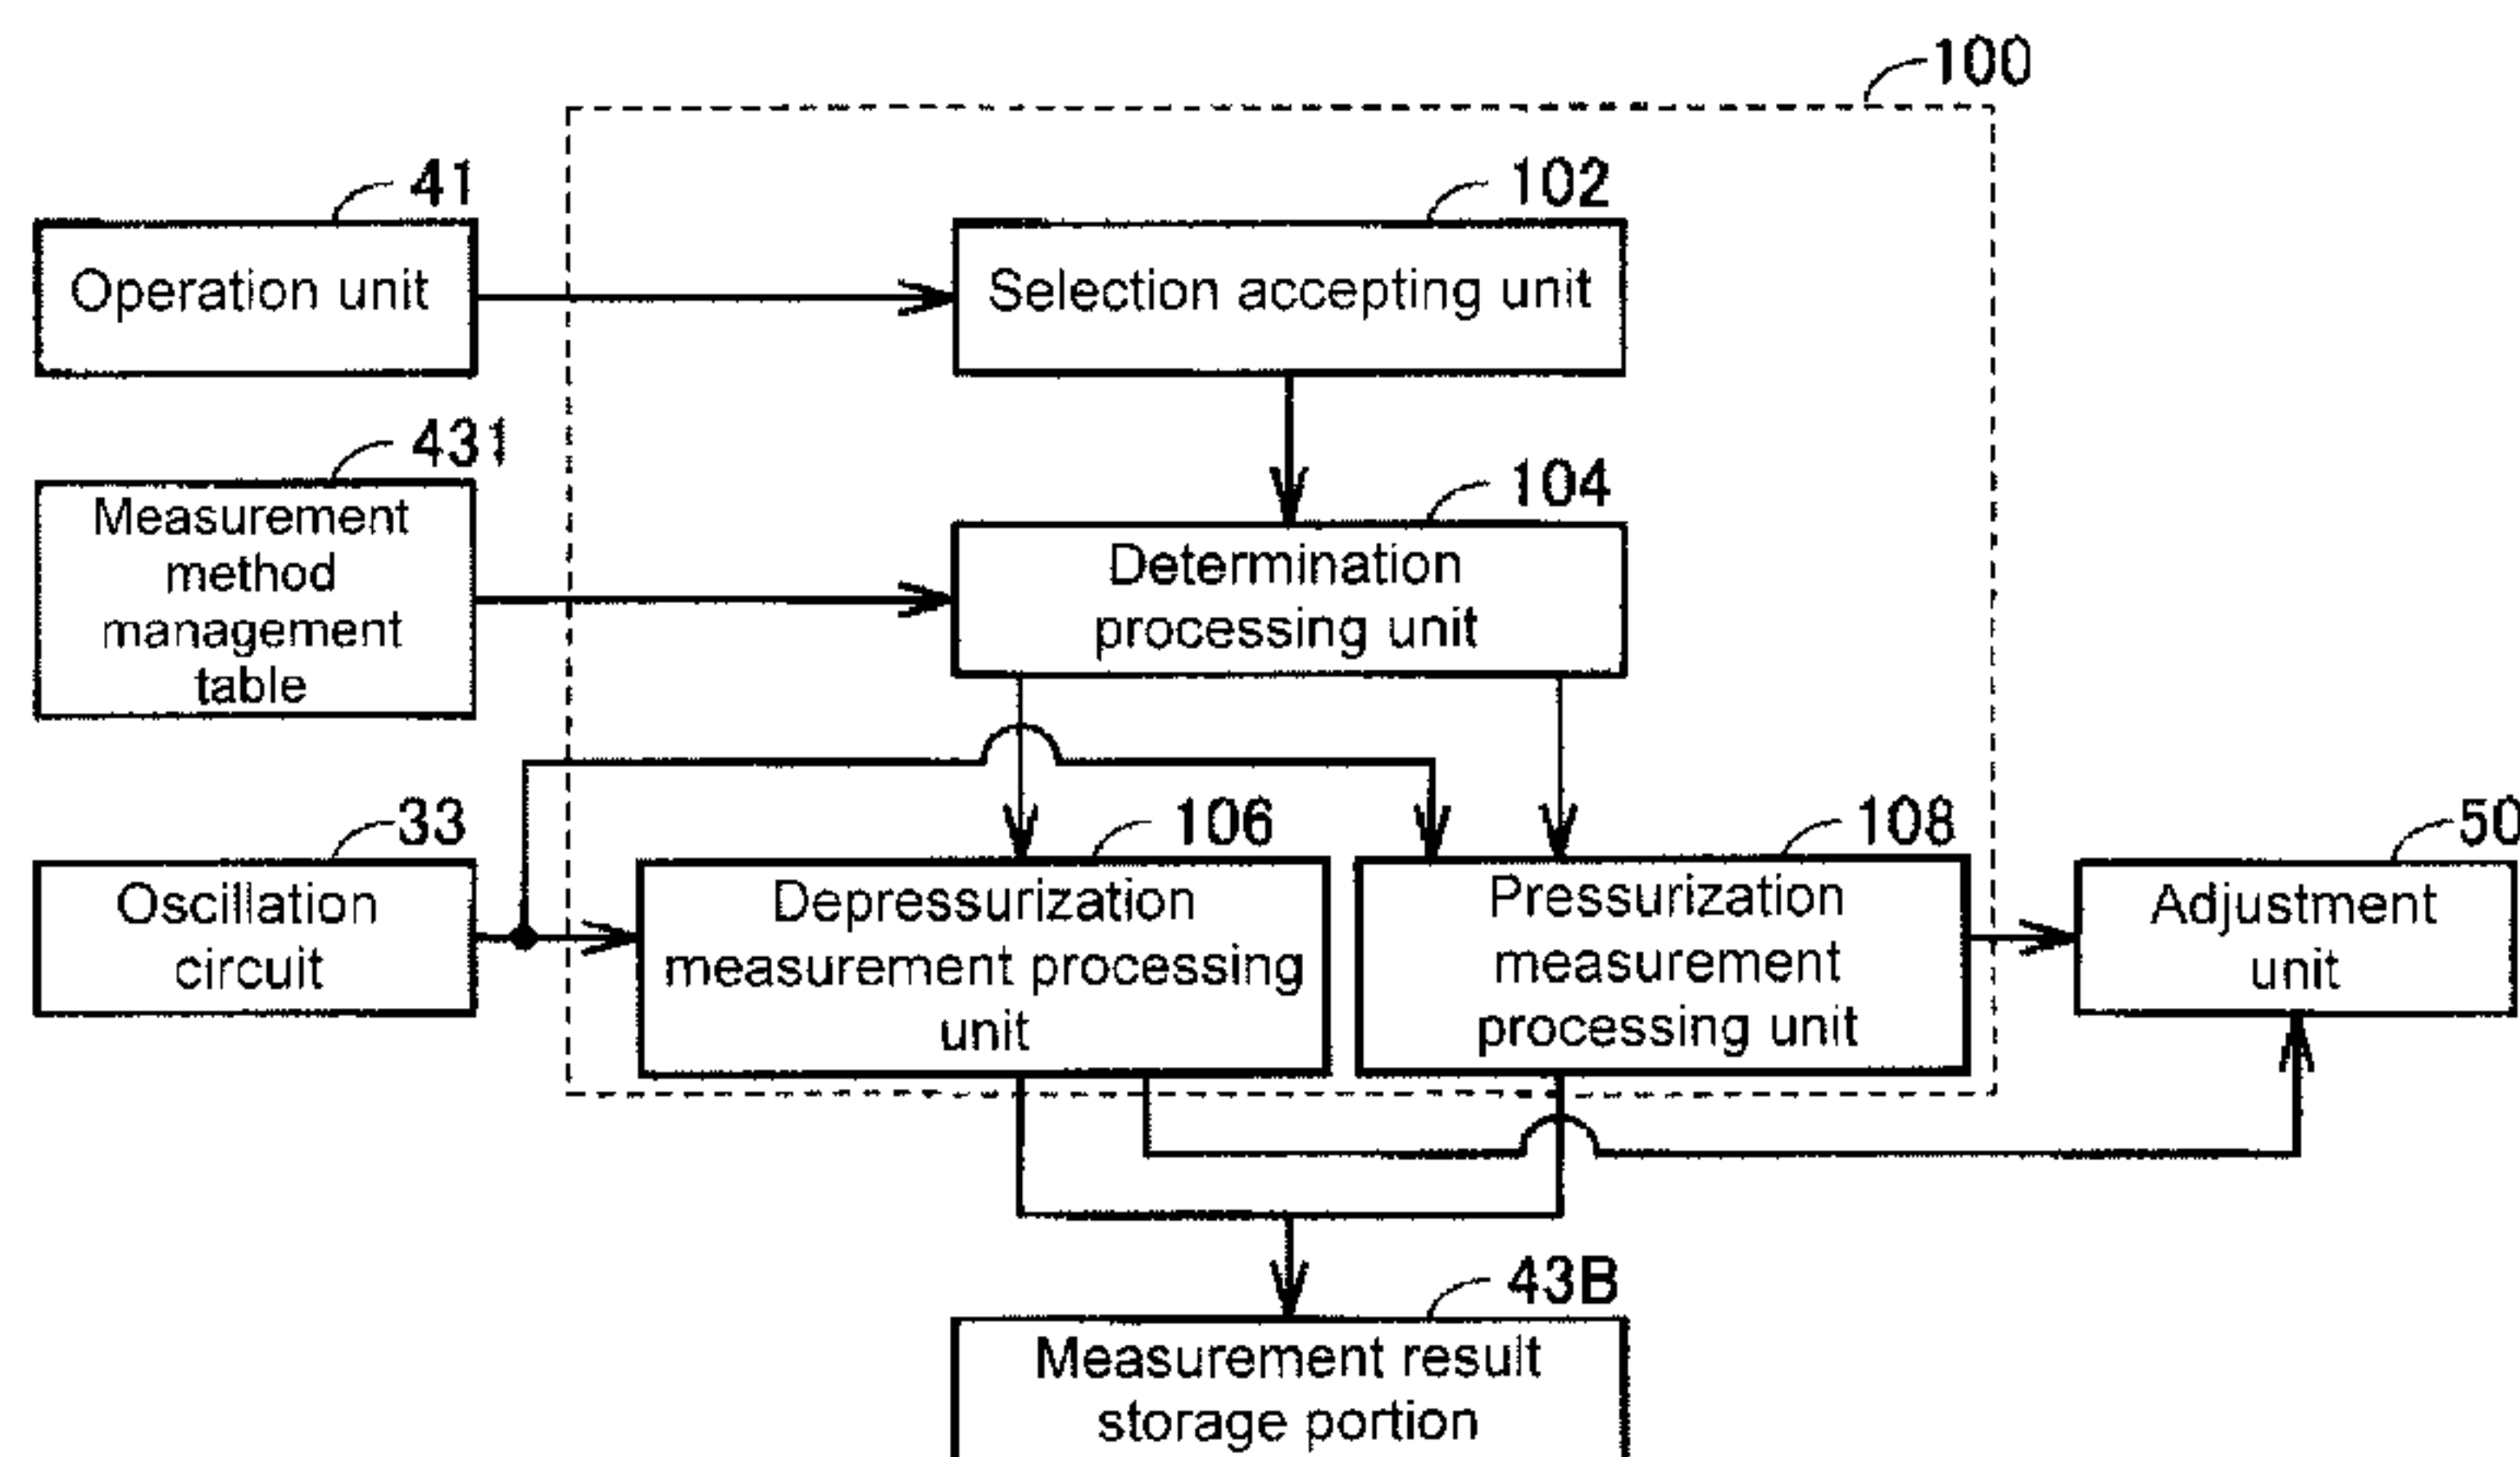 100
41
102
Operation unit
Selection accepting unit
431
104
Measurement
method
management
table
Determination
processing unit
33
106
108
50
Oscillation
circuit
Depressurization
measurement processing
unit
Pressurization
measurement
processing unit
Adjustment
unit
43B
Measurement result
storage portion